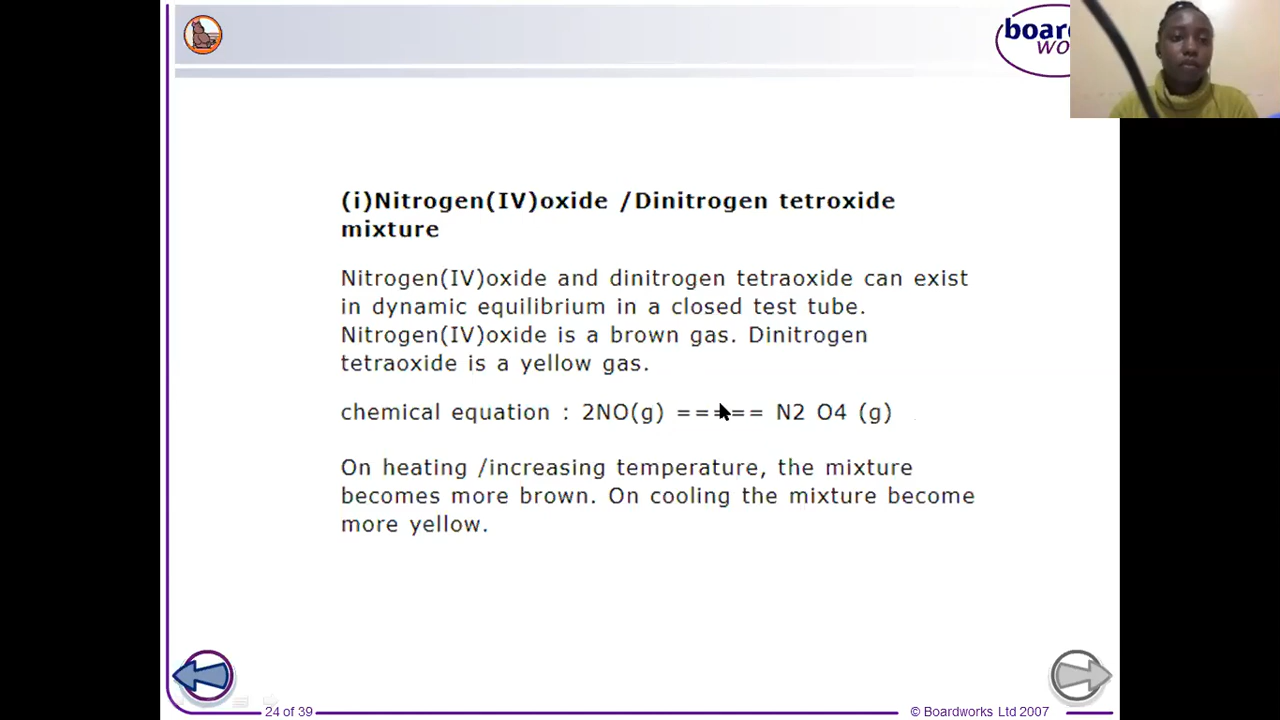 boar
wo
(i)Nitrogen(IV)oxide /Dinitrogen tetroxide
mixture
Nitrogen(IV)oxide and dinitrogen tetraoxide can exist
in dynamic equilibrium in a closed test tube.
Nitrogen(IV)oxide is a brown gas. Dinitrogen
tetraoxide is a yellow gas.
chemical equation : 2NO(g) ===== N2 O4 (g)
On heating /increasing temperature, the mixture
becomes more brown. On cooling the mixture become
more yellow.
24 of 39
© Boardworks Ltd 2007